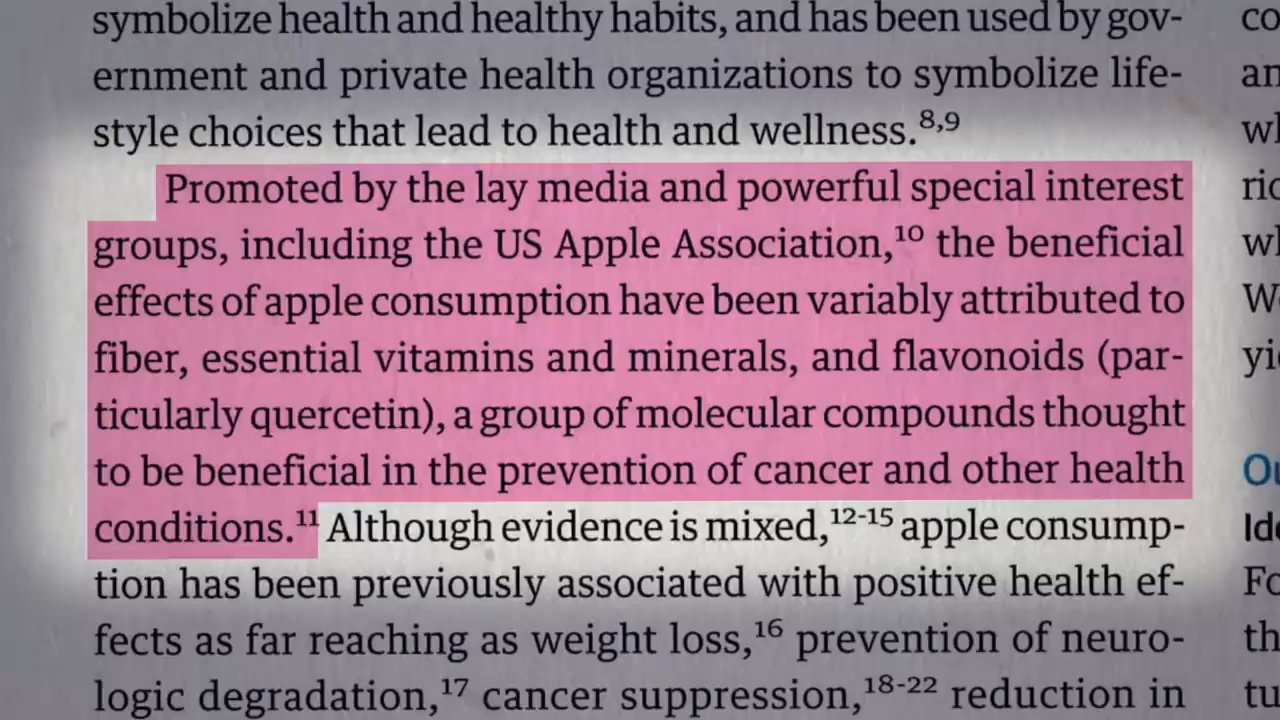 symbolize health and healthy habits, and has been used by gov-
ernment and private health organizations to symbolize life-
style choices that lead to health and wellness.8,9
Promoted by the lay media and powerful special interest
groups, including the US Apple Association,10 the beneficial
effects of apple consumption have been variably attributed to
fiber, essential vitamins and minerals, and flavonoids (par-
ticularly quercetin), a group of molecular compounds thought
to be beneficial in the prevention of cancer and other health
conditions.11 Although evidence is mixed,12-15 apple consump-
tion has been previously associated with positive health ef-
fects as far reaching as weight loss,16 prevention of neuro-
logic degradation,17 cancer suppression,18-22 reduction in